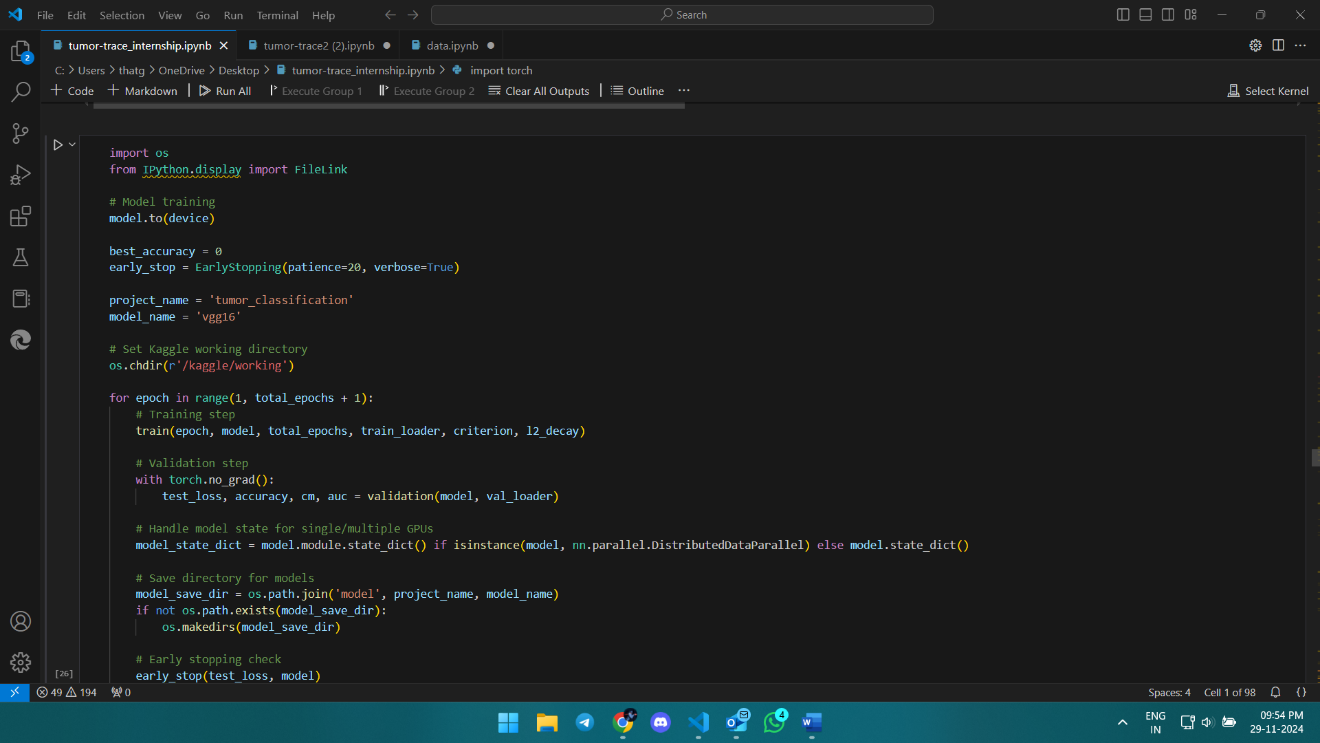 File Edit Selection View Go Run Terminal Help Search
tumor-trace_internship.ipynb tumor-trace2 (2).ipynb data.ipynb
C: > Users > thatg > OneDrive > Desktop > tumor-trace_internship.ipynb > import torch
2
+ Code + Markdown Run All Execute Group 1 Execute Group 2 Clear All Outputs Outline ... Select Kernel
import os
from IPython.display import FileLink
# Model training
model.to(device)
best_accuracy = 0
early_stop = EarlyStopping(patience=20, verbose=True)
project_name = 'tumor_classification'
model_name = 'vgg16'
# Set Kaggle working directory
os.chdir(r'/kaggle/working')
for epoch in range(1, total_epochs + 1):
# Training step
train(epoch, model, total_epochs, train_loader, criterion, l2_decay)
# Validation step
with torch.no_grad():
test_loss, accuracy, cm, auc = validation(model, val_loader)
# Handle model state for single/multiple GPUs
model_state_dict = model.module.state_dict() if isinstance(model, nn.parallel.DistributedDataParallel) else model.state_dict()
# Save directory for models
model_save_dir = os.path.join('model', project_name, model_name)
if not os.path.exists(model_save_dir):
os.makedirs(model_save_dir)
# Early stopping check
[26]
early_stop(test_loss, model)
49 194 0 Spaces: 4 Cell 1 of 98 {}
4
ENG 09:54 PM
IN 29-11-2024